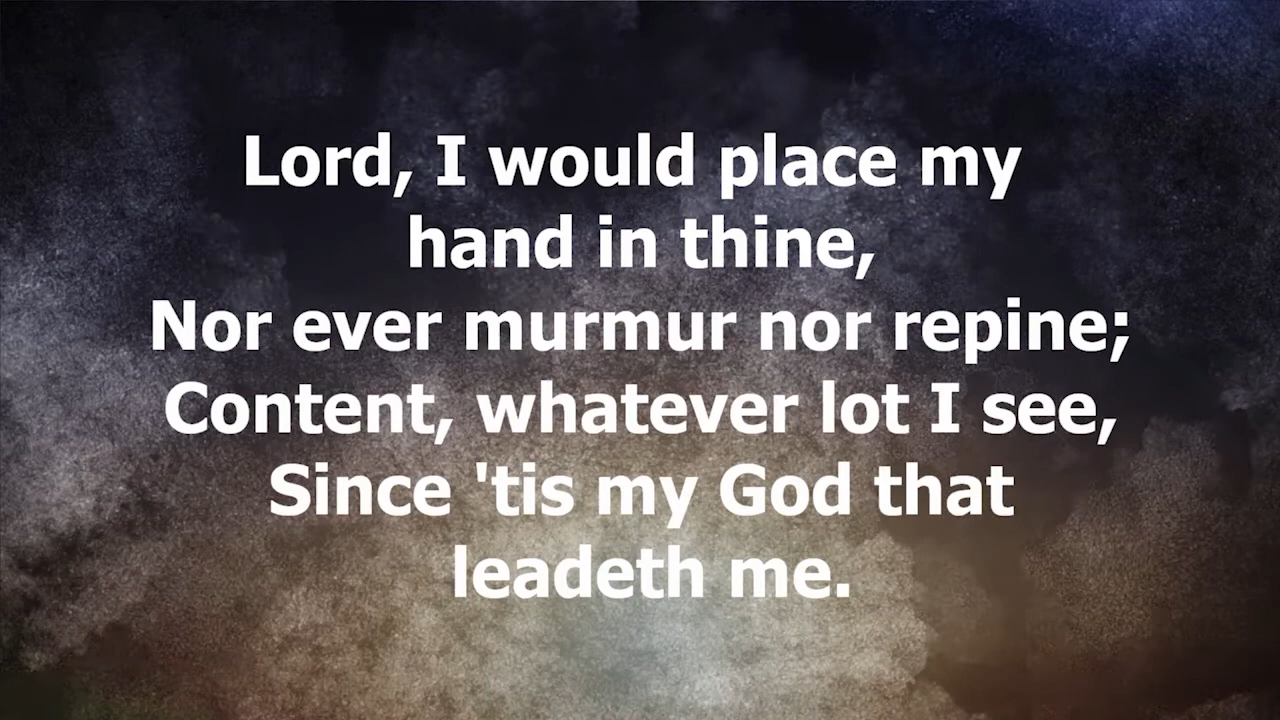 Lord, I would place my
hand in thine,
Nor ever murmur nor repine;
Content, whatever lot I see,
Since 'tis my God that
leadeth me.